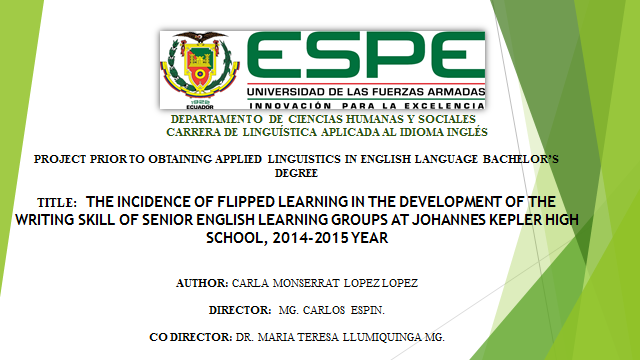 ESPE
UNIVERSIDAD DE LAS FUERZAS ARMADAS
INNOVACIÓN PARA LA EXCELENCIA
1922
ECUADOR
DEPARTAMENTO DE CIENCIAS HUMANAS Y SOCIALES
CARRERA DE LINGUÍSTICA APLICADA AL IDIOMA INGLÉS
PROJECT PRIOR TO OBTAINING APPLIED LINGUISTICS IN ENGLISH LANGUAGE BACHELOR'S
DEGREE
TITLE: THE INCIDENCE OF FLIPPED LEARNING IN THE DEVELOPMENT OF THE
WRITING SKILL OF SENIOR ENGLISH LEARNING GROUPS AT JOHANNES KEPLER HIGH
SCHOOL, 2014-2015 YEAR
AUTHOR: CARLA MONSERRAT LOPEZ LOPEZ
DIRECTOR: MG. CARLOS ESPIN.
CO DIRECTOR: DR. MARIA TERESA LLUMIQUINGA MG.